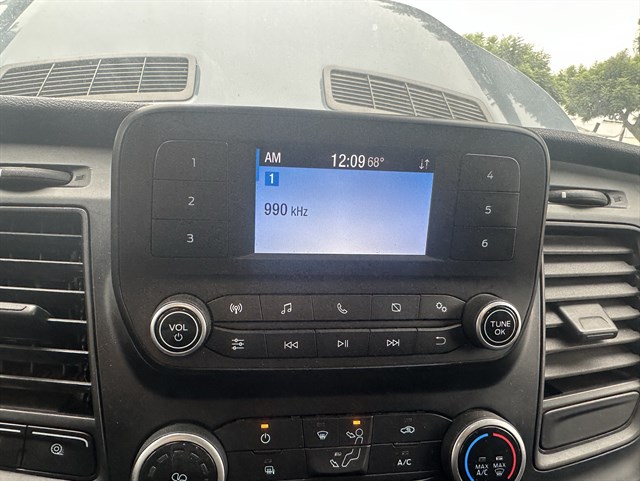 AM 12:09 68°
1
990 kHz
1
2
3
4
5
6
VOL
TUNE
OK
A/C
MAX
A/C
MAX